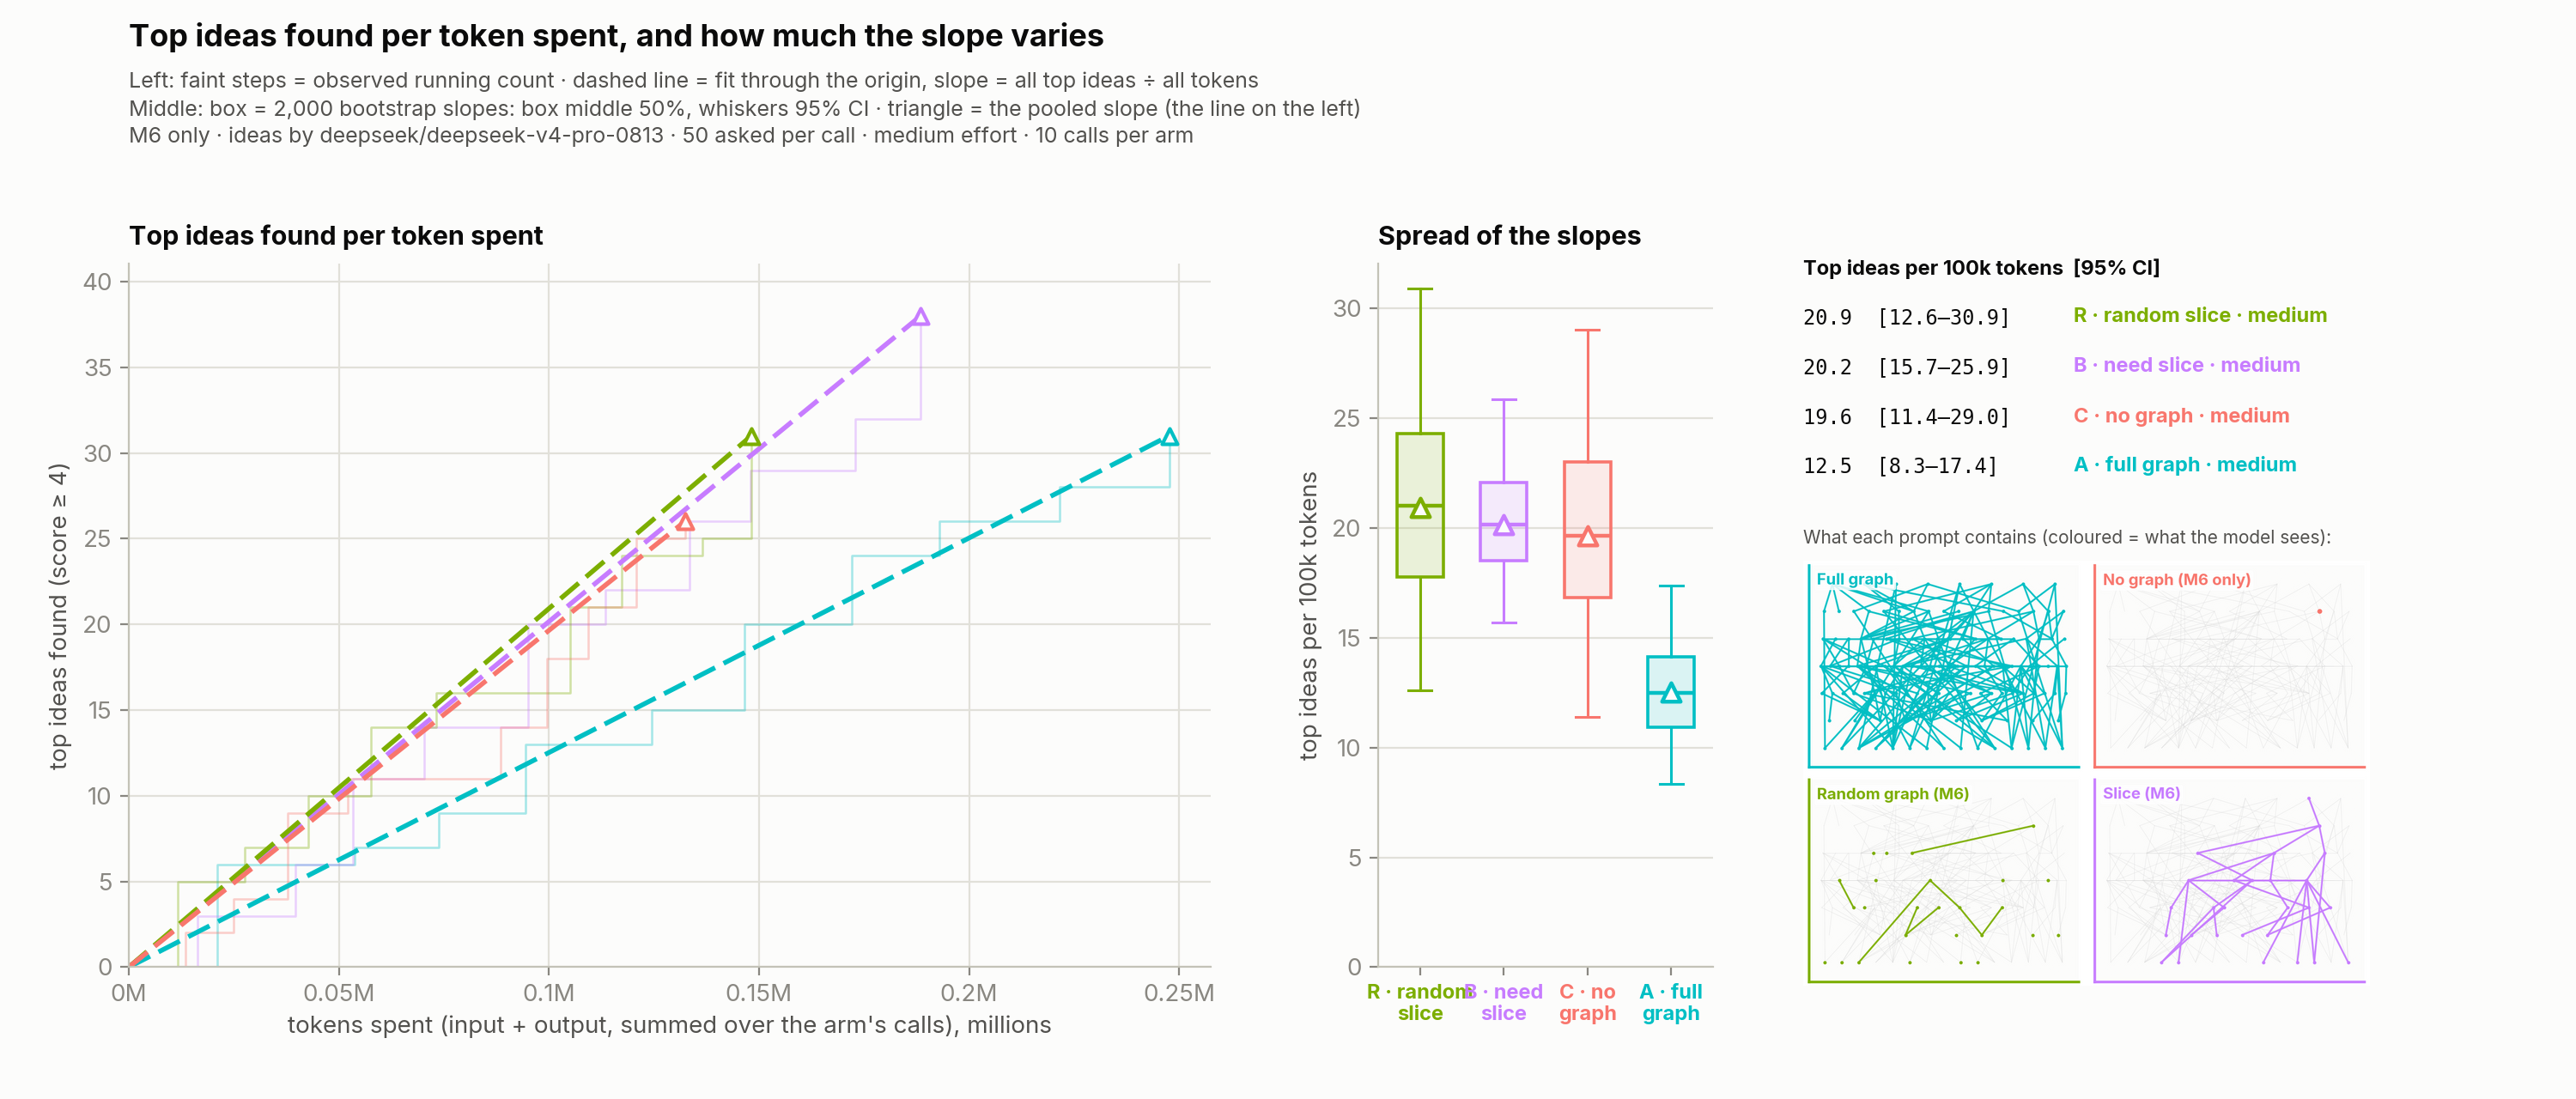 Top ideas found per token spent, and how much the slope varies
Left: faint steps = observed running count · dashed line = fit through the origin, slope = all top ideas ÷ all tokens
Middle: box = 2,000 bootstrap slopes: box middle 50%, whiskers 95% CI · triangle = the pooled slope (the line on the left)
M6 only · ideas by deepseek/deepseek-v4-pro-0813 · 50 asked per call · medium effort · 10 calls per arm
Top ideas found per token spent
40
35
30
25
20
15
10
5
0
top ideas found (score ≥ 4)
0M
0.05M
0.1M
0.15M
0.2M
0.25M
tokens spent (input + output, summed over the arm's calls), millions
Spread of the slopes
30
25
20
15
10
5
0
top ideas per 100k tokens
R · random
slice
B · need
slice
C · no
graph
A · full
graph
Top ideas per 100k tokens [95% CI]
20.9 [12.6–30.9] R · random slice · medium
20.2 [15.7–25.9] B · need slice · medium
19.6 [11.4–29.0] C · no graph · medium
12.5 [8.3–17.4] A · full graph · medium
What each prompt contains (coloured = what the model sees):
Full graph
No graph (M6 only)
Random graph (M6)
Slice (M6)